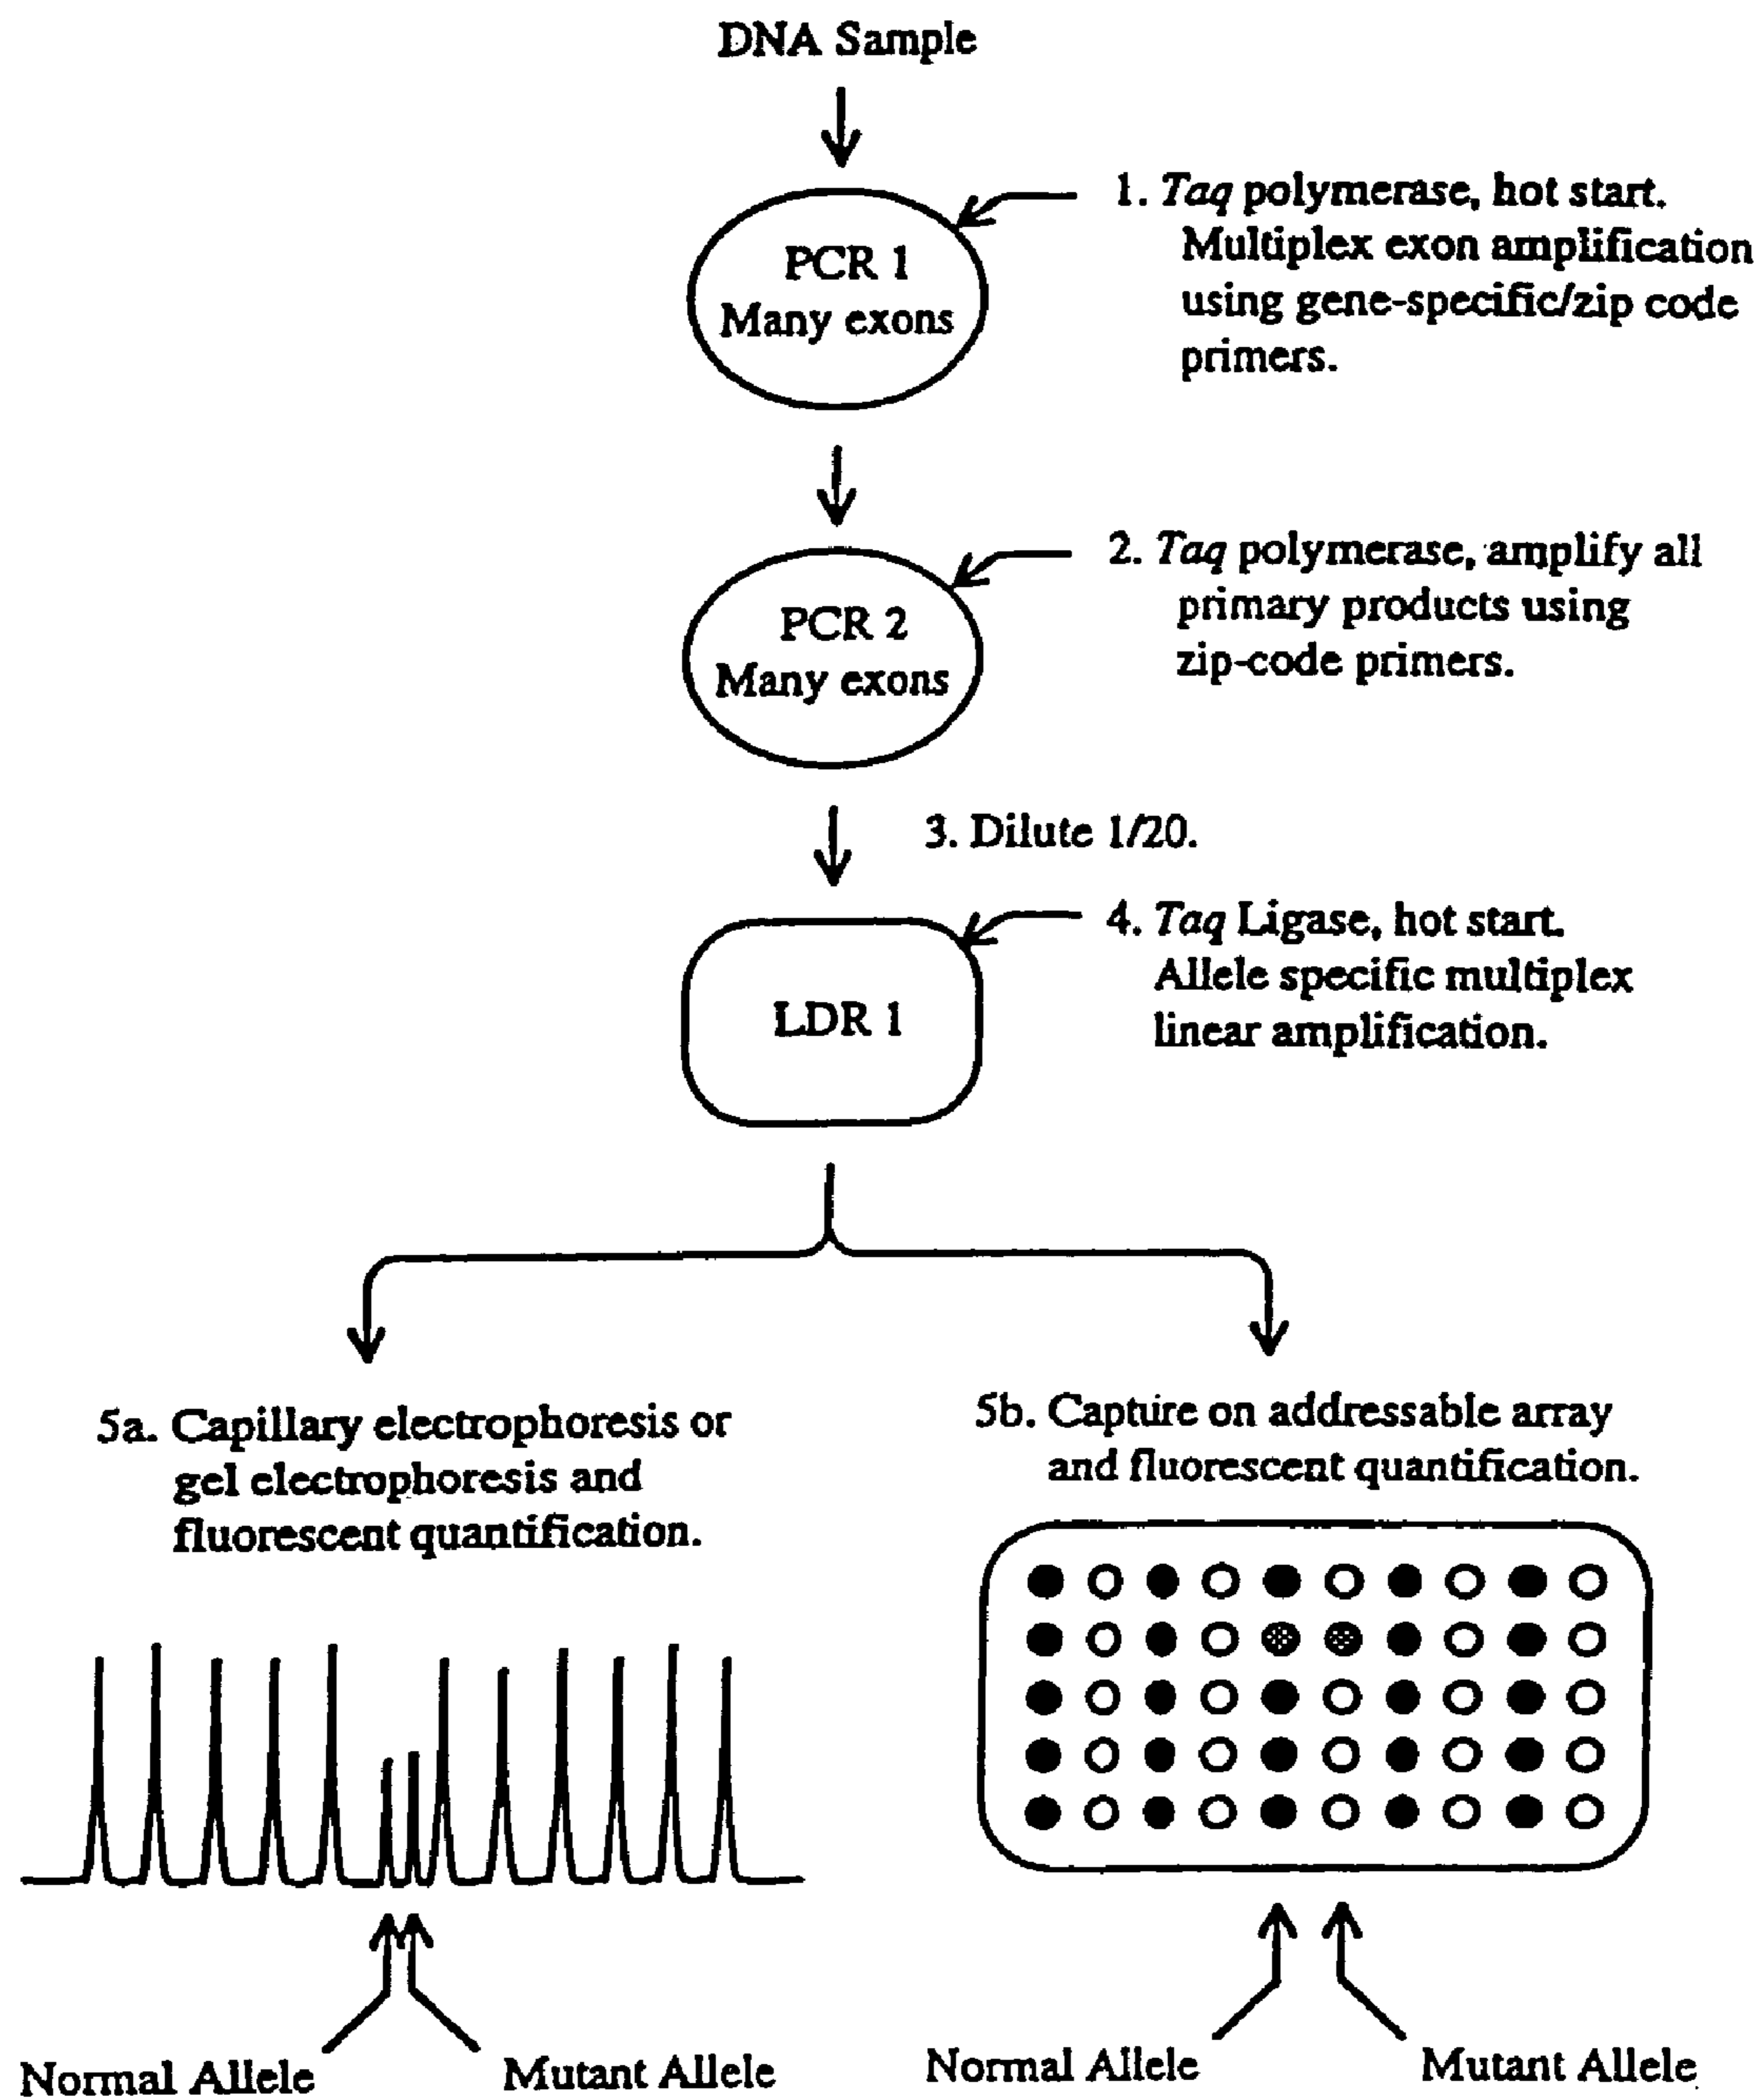 DNA Sample
1. Taq polymerase, hot start.
Multiplex exon amplification
using gene-specific/zip code
primers.
PCR 1
Many exons
2. Taq polymerase, amplify all
primary products using
zip-code primers.
PCR 2
Many exons
3. Dilute 1/20.
4. Taq Ligase, hot start.
Allele specific multiplex
linear amplification.
LDR 1
5a. Capillary electrophoresis or
gel electrophoresis and
fluorescent quantification.
5b. Capture on addressable array
and fluorescent quantification.
Normal Allele
Mutant Allele
Normal Allele
Mutant Allele